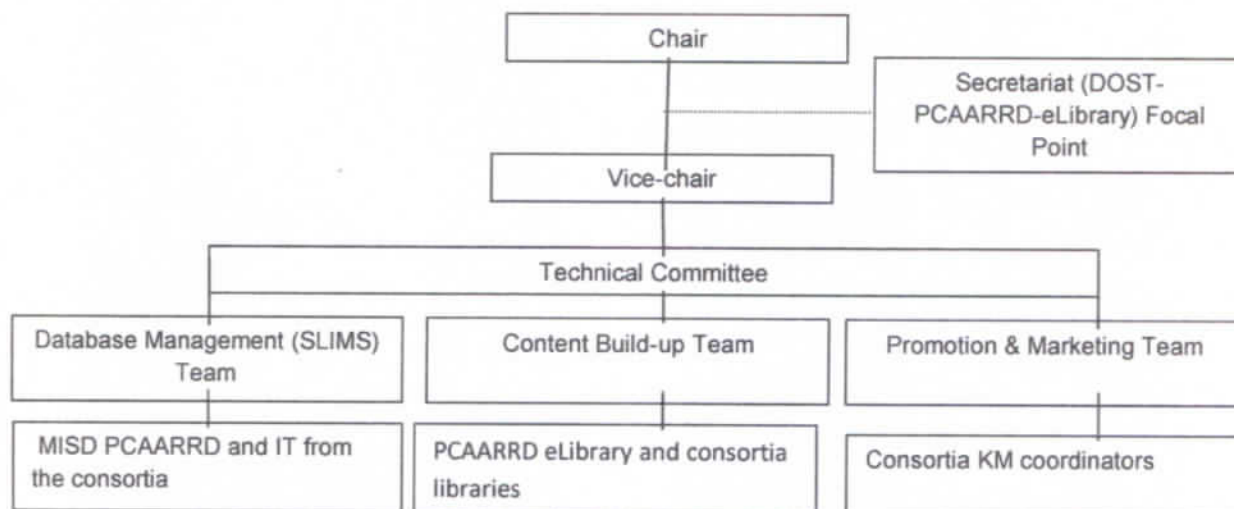 Chair
Secretariat (DOST-
PCAARRD-eLibrary) Focal
Point
Vice-chair
Technical Committee
Database Management (SLIMS)
Team
Content Build-up Team
Promotion & Marketing Team
MISD PCAARRD and IT from
the consortia
PCAARRD eLibrary and consortia
libraries
Consortia KM coordinators